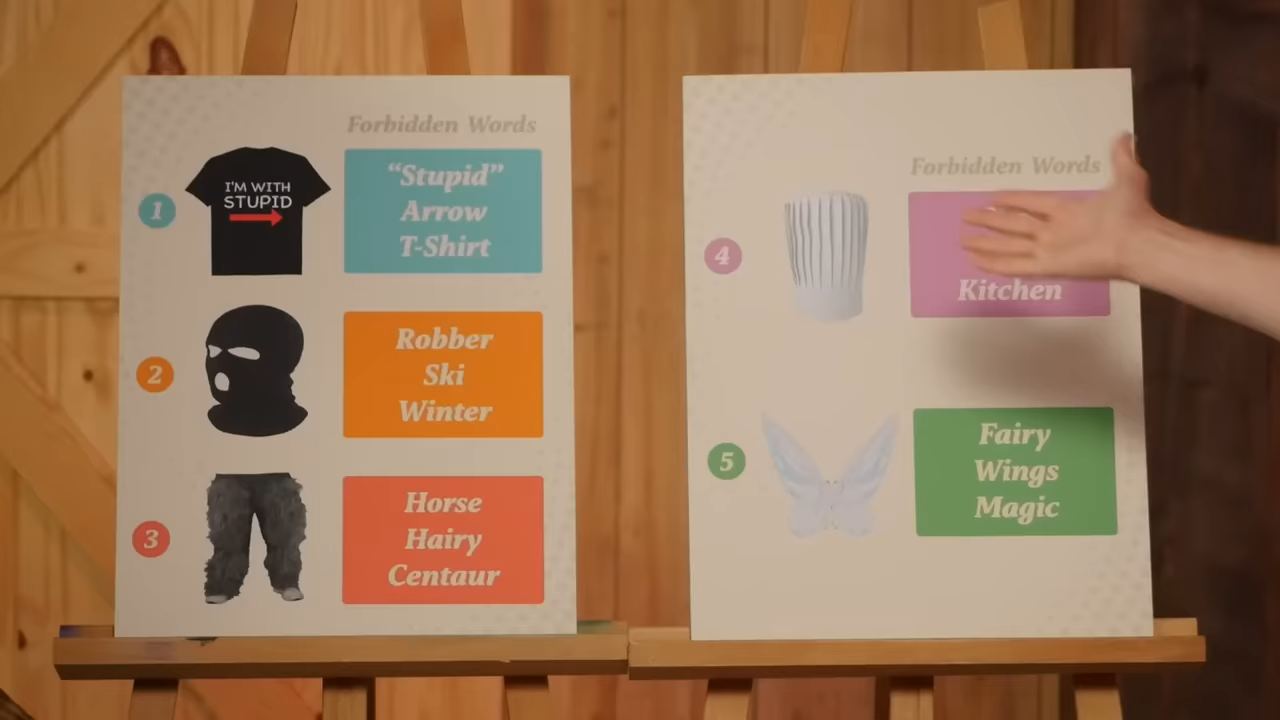 Forbidden Words
1
I'M WITH
STUPID
"Stupid"
Arrow
T-Shirt
2
Robber
Ski
Winter
3
Horse
Hairy
Centaur
Forbidden Words
4
Kitchen
5
Fairy
Wings
Magic